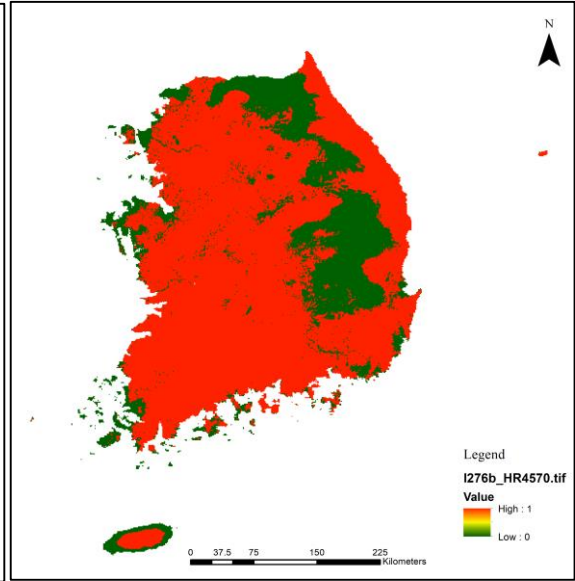 N
Legend
I276b_HR4570.tif
Value
High : 1
Low : 0
0 37.5 75 150 225
Kilometers